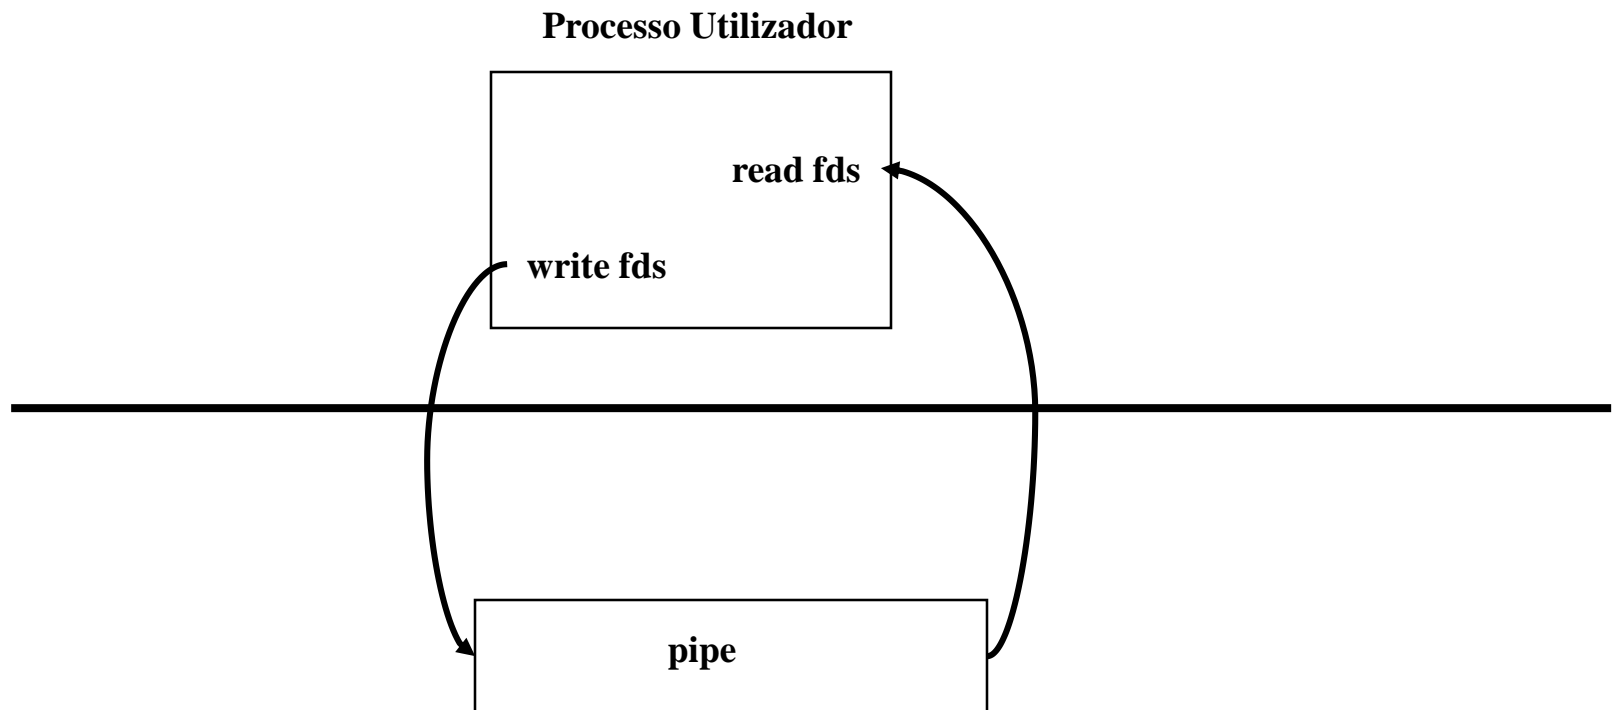 Processo Utilizador
read fds
write fds
pipe